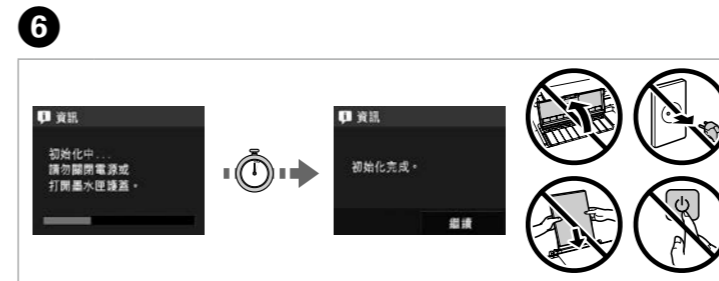 6
資訊
初始化中...
請勿關閉電源或
打開墨水匣護蓋。
資訊
初始化完成。
繼續